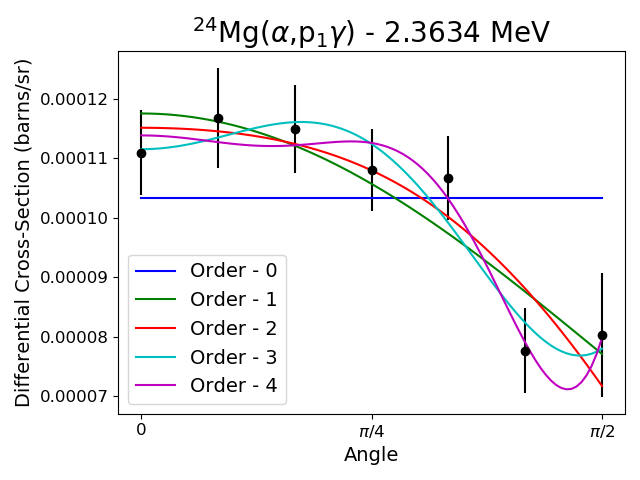 ²⁴Mg(α,p₁γ) - 2.3634 MeV
Differential Cross-Section (barns/sr)
0.00012
0.00011
0.00010
0.00009
0.00008
0.00007
Order - 0
Order - 1
Order - 2
Order - 3
Order - 4
0 π/4 π/2
Angle